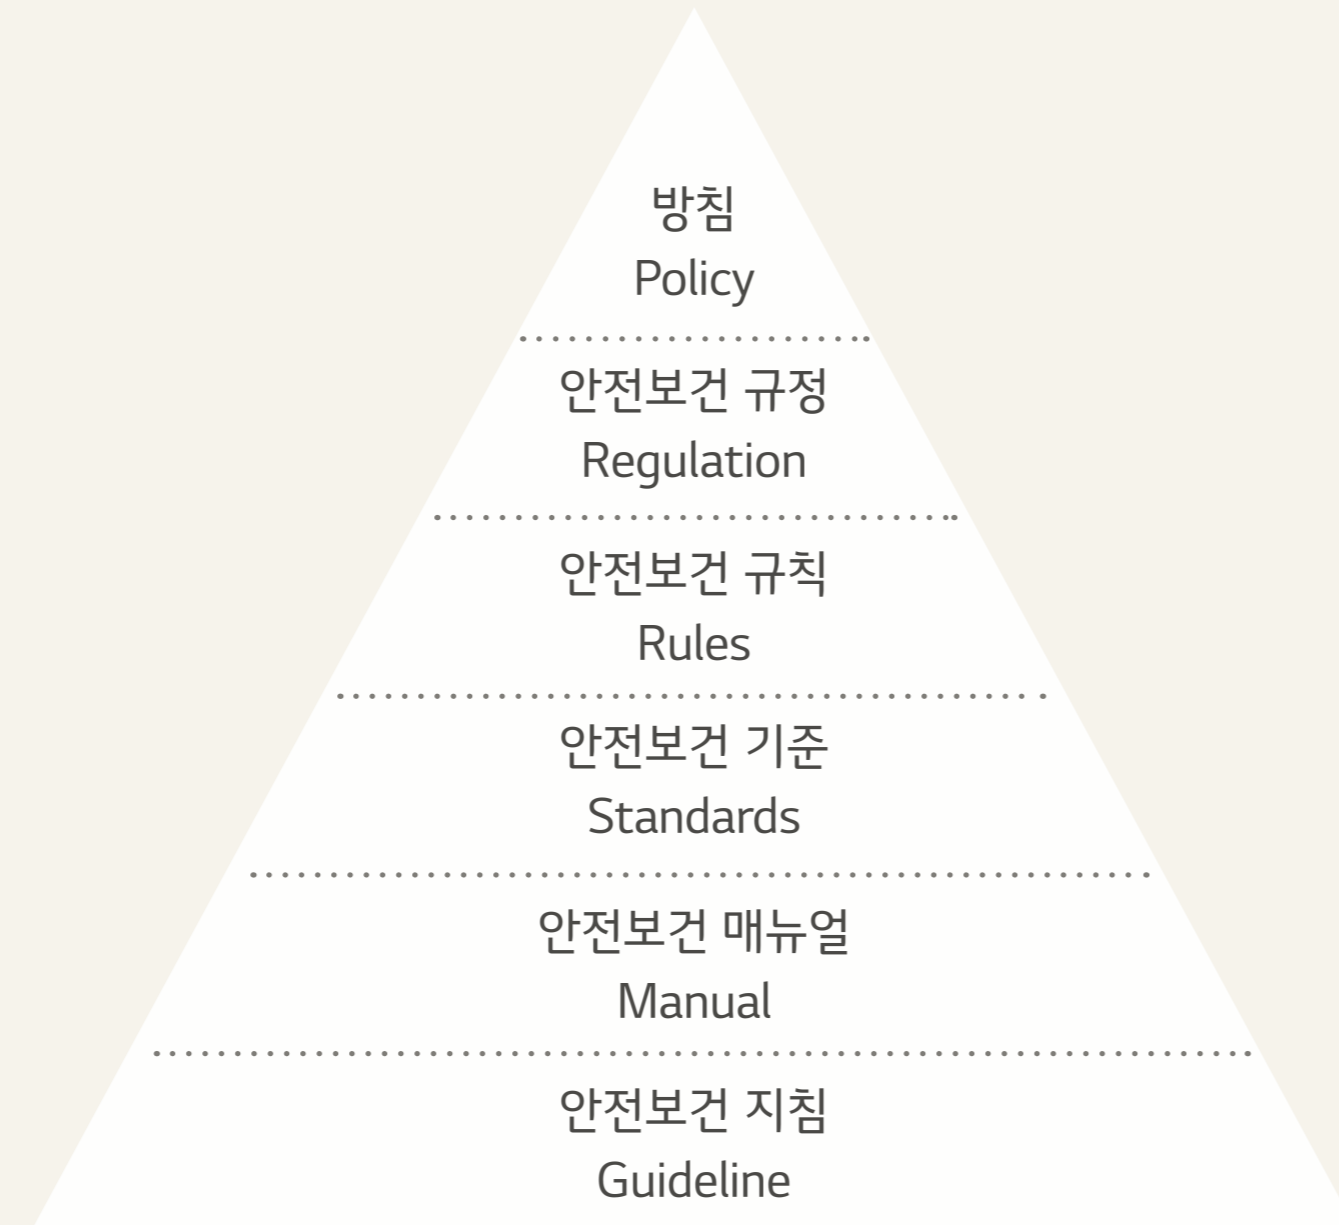 방침
Policy
안전보건 규정
Regulation
안전보건 규칙
Rules
안전보건 기준
Standards
안전보건 매뉴얼
Manual
안전보건 지침
Guideline